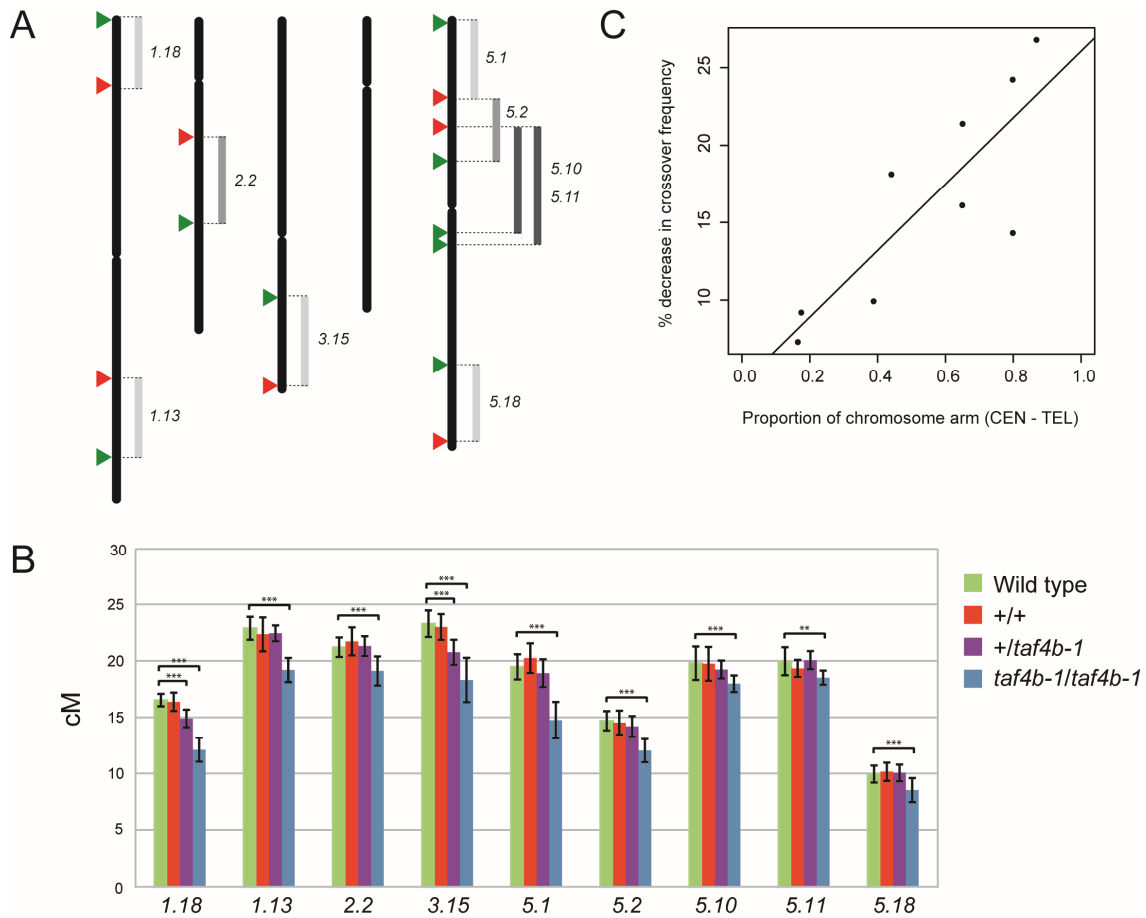 A
1.18
1.13
2.2
3.15
5.1
5.2
5.10
5.11
5.18
C
% decrease in crossover frequency
25
20
15
10
0.0 0.2 0.4 0.6 0.8 1.0
Proportion of chromosome arm (CEN - TEL)
B
cM
30
25
20
15
10
5
0
***
***
***
***
***
***
***
***
***
**
***
1.18 1.13 2.2 3.15 5.1 5.2 5.10 5.11 5.18
Wild type
+/+
+/taf4b-1
taf4b-1/taf4b-1